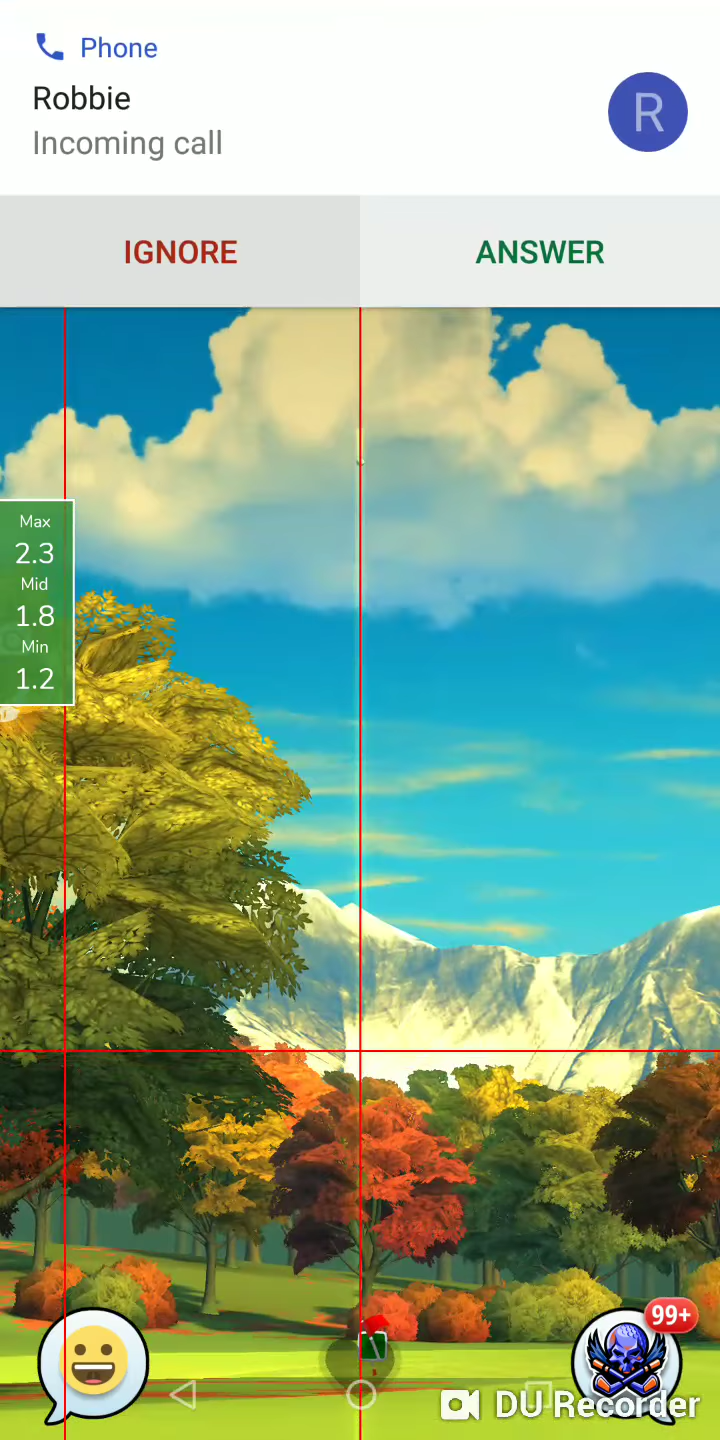 Phone
Robbie
R
Incoming call
IGNORE
ANSWER
Max
2.3
Mid
1.8
Min
1.2
99+
DU Recorder